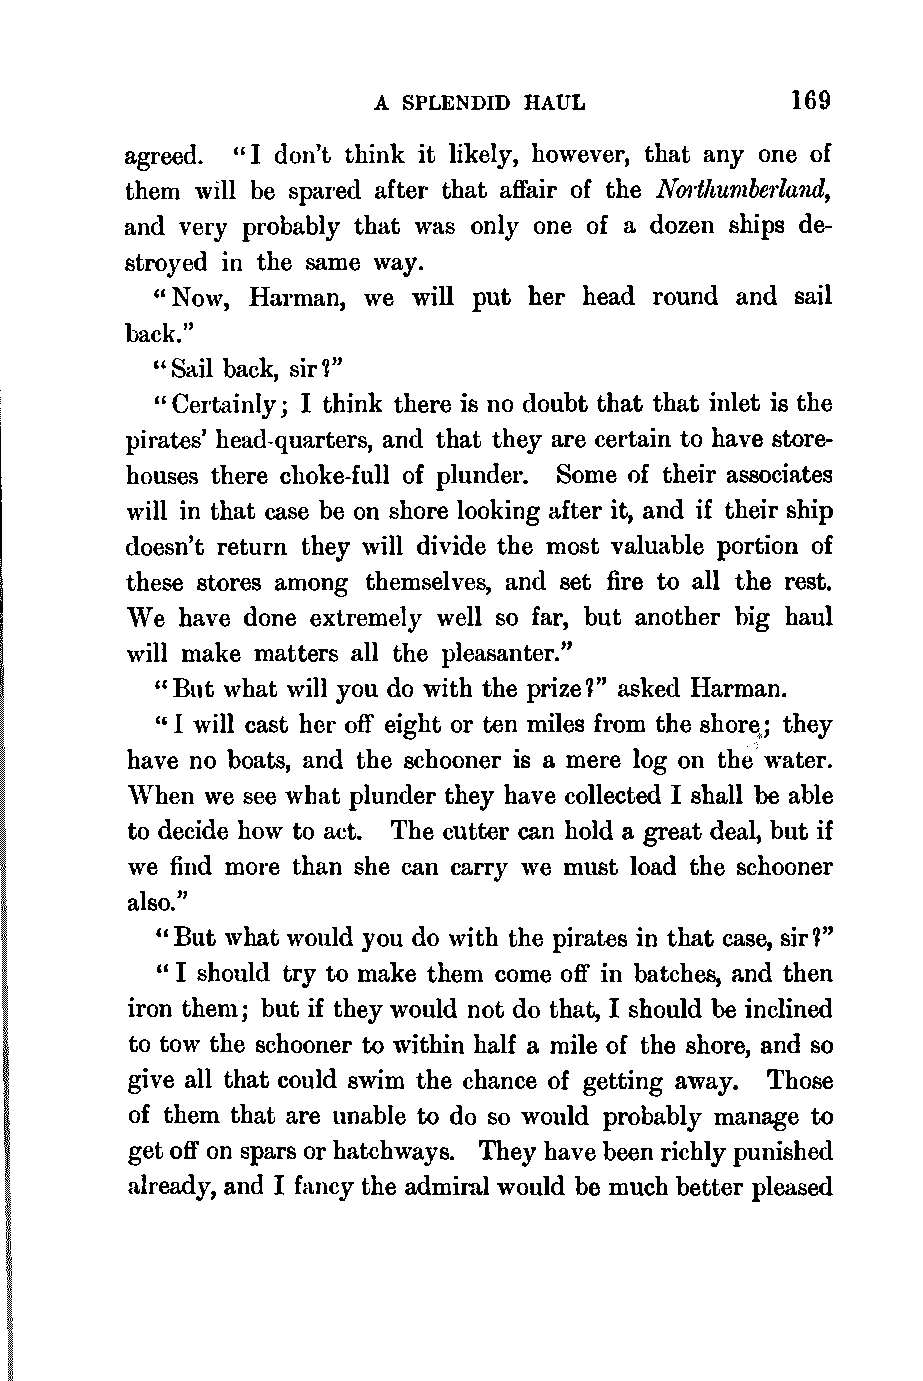 A SPLENDID HAUL 169
agreed. "I don't think it likely, however, that any one of
them will be spared after that affair of the Northumberland,
and very probably that was only one of a dozen ships de-
stroyed in the same way.
"Now, Harman, we will put her head round and sail
back."
"Sail back, sir?"
"Certainly; I think there is no doubt that that inlet is the
pirates' head-quarters, and that they are certain to have store-
houses there choke-full of plunder. Some of their associates
will in that case be on shore looking after it, and if their ship
doesn't return they will divide the most valuable portion of
these stores among themselves, and set fire to all the rest.
We have done extremely well so far, but another big haul
will make matters all the pleasanter."
"But what will you do with the prize?" asked Harman.
"I will cast her off eight or ten miles from the shore; they
have no boats, and the schooner is a mere log on the water.
When we see what plunder they have collected I shall be able
to decide how to act. The cutter can hold a great deal, but if
we find more than she can carry we must load the schooner
also."
"But what would you do with the pirates in that case, sir?"
"I should try to make them come off in batches, and then
iron them; but if they would not do that, I should be inclined
to tow the schooner to within half a mile of the shore, and so
give all that could swim the chance of getting away. Those
of them that are unable to do so would probably manage to
get off on spars or hatchways. They have been richly punished
already, and I fancy the admiral would be much better pleased